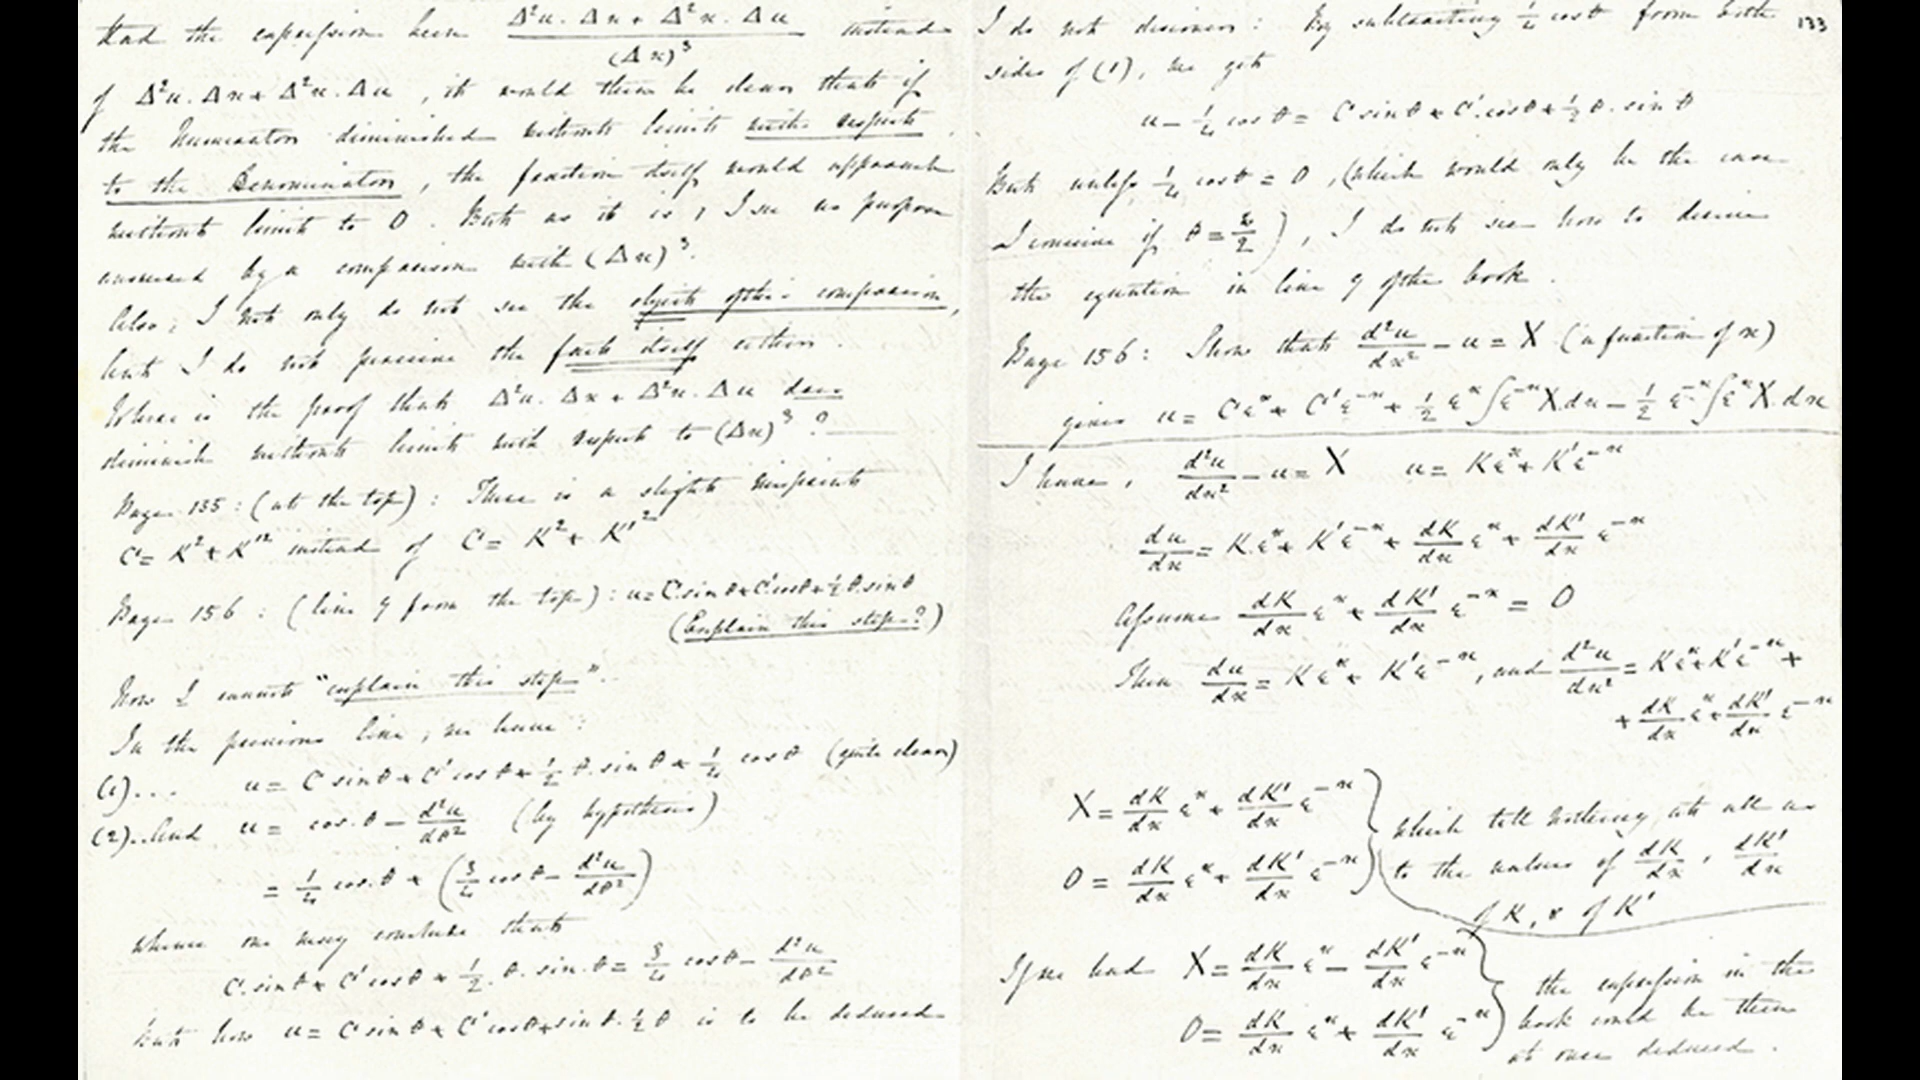 Had the expression been Δ²u. Δx + Δ²x. Δu / (Δx)³ instead
of Δ²u. Δx + Δ²x. Δu, it would then be clear that if
the Numerator diminished without limit with respect
to the Denominator, the fraction itself would approach
without limit to 0. But as it is, I see no purpose
answered by a comparison with (Δx)³.
Also, I not only do not see the object of this comparison,
but I do not perceive the fact itself either.
Where is the proof that Δ²u. Δx + Δ²x. Δu does
diminish without limit with respect to (Δx)³?
Page 135: (at the top): There is a slight misprint
C = K² + K'² instead of C = K² + K'²
Page 156: (line 9 from the top): u = C sin θ + C' cos θ + ½ θ. sin θ
(Explain this step?)
Now I cannot "explain this step".
In the previous line, we have:
(1)... u = C sin θ + C' cos θ + ½ θ. sin θ + ¼ cos θ (quite clear)
(2)..And u = cos. θ − d²u/dθ² (by hypothesis)
= ¼ cos. θ + (¾ cos θ − d²u/dθ²)
whence one may conclude that
C. sin θ + C' cos θ + ½. θ. sin. θ = ¾ cos θ − d²u/dθ²
But how u = C sin θ + C' cos θ + sin θ. ½ θ is to be deduced
133
I do not discover: By subtracting ¼ cos θ from both
sides of (1), we get
u − ¼ cos θ = C sin θ + C'. cos θ + ½ θ. sin θ
But unless ¼ cos θ = 0, (which would only be the case
I conceive if θ = π/2), I do not see how to derive
the equation in line 9 of the book.
Page 156: Show that d²u/dx² − u = X (a function of x)
gives u = Cε^x + C'ε^−x + ½ ε^x ∫ε^−x X dx − ½ ε^−x ∫ε^x X. dx
I have, d²u/dx² − u = X u = Kε^x + K'ε^−x
du/dx = Kε^x + K'ε^−x + dK/dx ε^x + dK'/dx ε^−x
Assume dK/dx ε^x + dK'/dx ε^−x = 0
Then du/dx = Kε^x + K'ε^−x, and d²u/dx² = Kε^x + K'ε^−x +
+ dK/dx ε^x + dK'/dx ε^−x
X = dK/dx ε^x + dK'/dx ε^−x
0 = dK/dx ε^x + dK'/dx ε^−x
which tell nothing at all as
to the values of dK/dx, dK'/dx
of K, & of K'
If we had X = dK/dx ε^x − dK'/dx ε^−x
0 = dK/dx ε^x + dK'/dx ε^−x
the expression in the
book could be then
at once deduced.